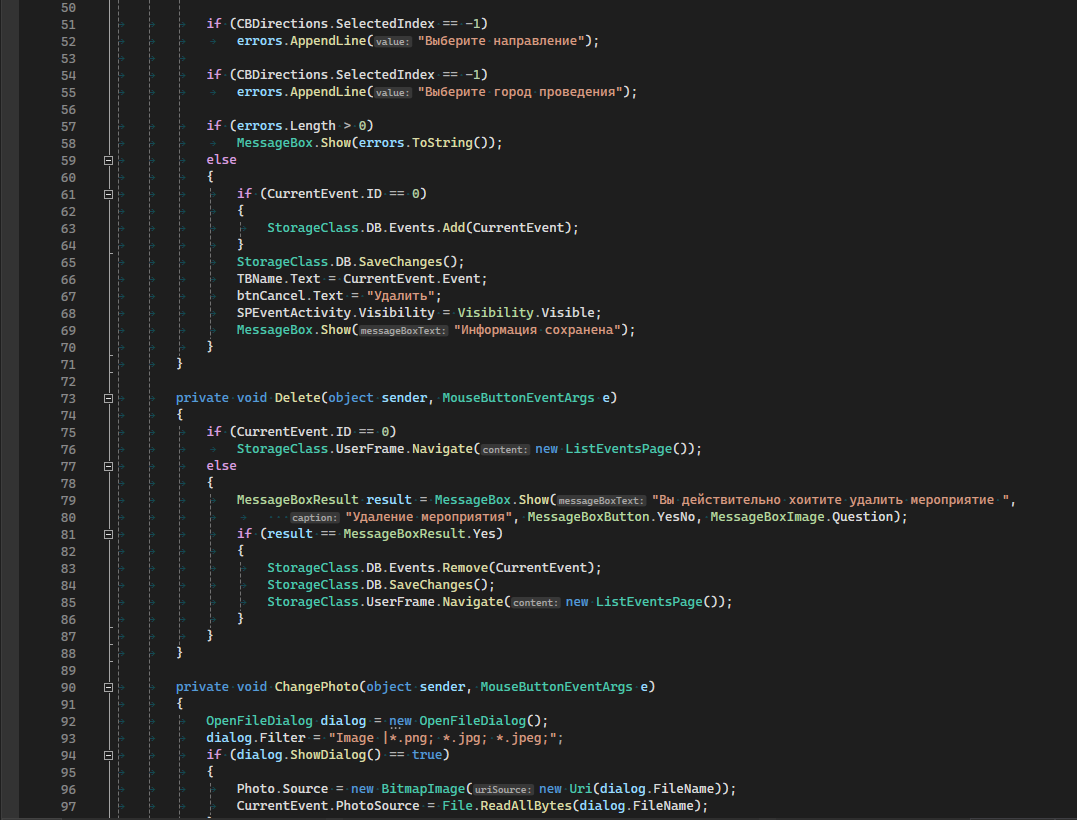 50
51 if (CBDirections.SelectedIndex == -1)
52 errors.AppendLine(value: "Выберите направление");
53
54 if (CBDirections.SelectedIndex == -1)
55 errors.AppendLine(value: "Выберите город проведения");
56
57 if (errors.Length > 0)
58 MessageBox.Show(errors.ToString());
59 else
60 {
61 if (CurrentEvent.ID == 0)
62 {
63 StorageClass.DB.Events.Add(CurrentEvent);
64 }
65 StorageClass.DB.SaveChanges();
66 TBName.Text = CurrentEvent.Event;
67 btnCancel.Text = "Удалить";
68 SPEventActivity.Visibility = Visibility.Visible;
69 MessageBox.Show(messageBoxText: "Информация сохранена");
70 }
71 }
72
73 private void Delete(object sender, MouseButtonEventArgs e)
74 {
75 if (CurrentEvent.ID == 0)
76 StorageClass.UserFrame.Navigate(content: new ListEventsPage());
77 else
78 {
79 MessageBoxResult result = MessageBox.Show(messageBoxText: "Вы действительно хоитите удалить мероприятие ",
80 caption: "Удаление мероприятия", MessageBoxButton.YesNo, MessageBoxImage.Question);
81 if (result == MessageBoxResult.Yes)
82 {
83 StorageClass.DB.Events.Remove(CurrentEvent);
84 StorageClass.DB.SaveChanges();
85 StorageClass.UserFrame.Navigate(content: new ListEventsPage());
86 }
87 }
88 }
89
90 private void ChangePhoto(object sender, MouseButtonEventArgs e)
91 {
92 OpenFileDialog dialog = new OpenFileDialog();
93 dialog.Filter = "Image |*.png; *.jpg; *.jpeg;";
94 if (dialog.ShowDialog() == true)
95 {
96 Photo.Source = new BitmapImage(uriSource: new Uri(dialog.FileName));
97 CurrentEvent.PhotoSource = File.ReadAllBytes(dialog.FileName);